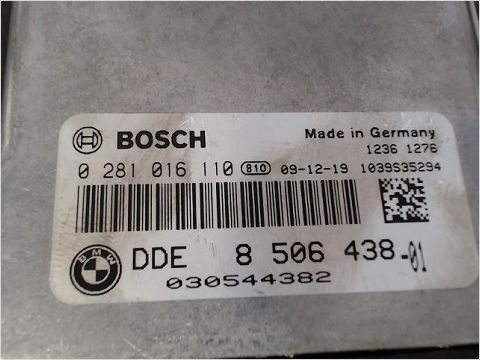 BOSCH
Made in Germany
1236 1276
0 281 016 110 810 09-12-19 1039S35294
BMW
DDE 8 506 438-01
030544382